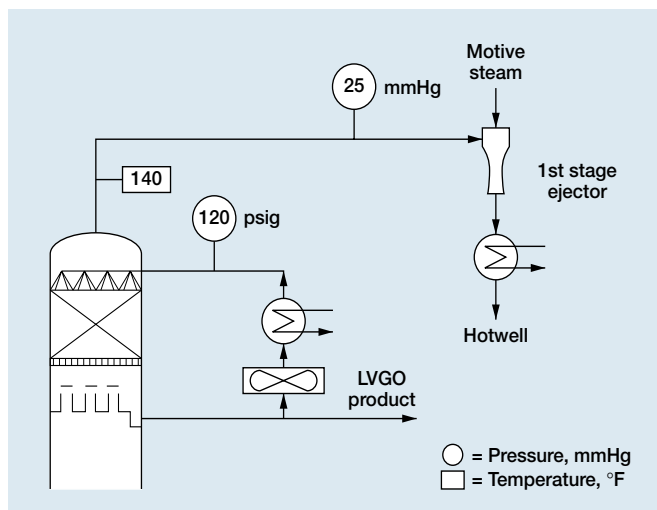 Motive
steam
25 mmHg
1st stage
ejector
140
120 psig
Hotwell
LVGO
product
= Pressure, mmHg
= Temperature, °F